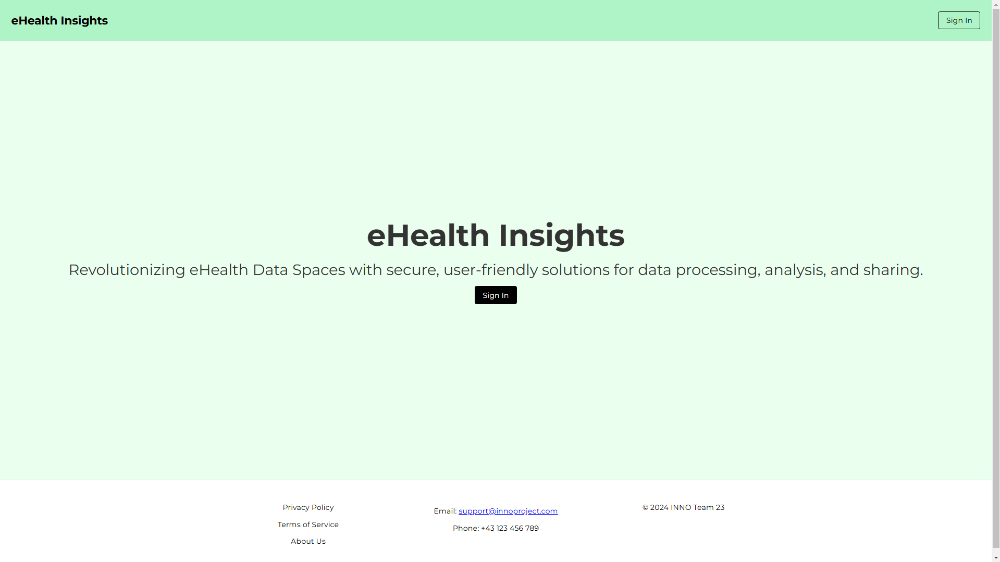 eHealth Insights
Sign In
eHealth Insights
Revolutionizing eHealth Data Spaces with secure, user-friendly solutions for data processing, analysis, and sharing.
Sign In
Privacy Policy
Terms of Service
About Us
Email: support@innoproject.com
Phone: +43 123 456 789
© 2024 INNO Team 23